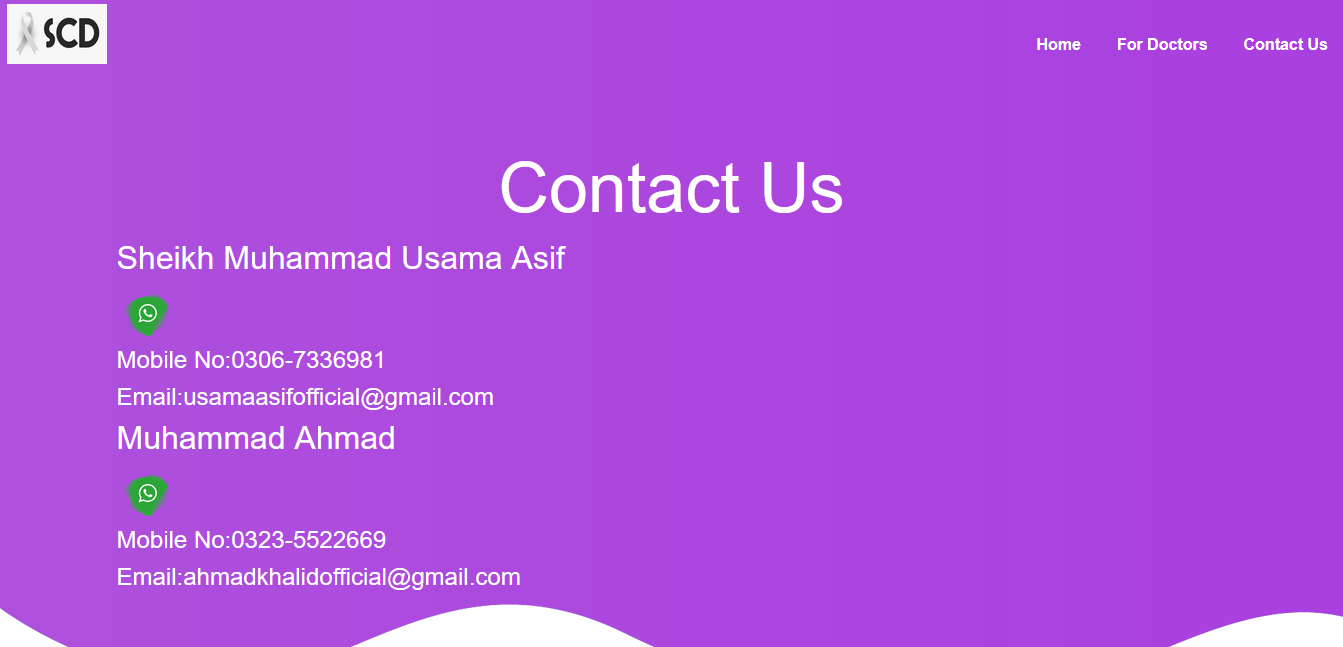 SCD
Home For Doctors Contact Us
Contact Us
Sheikh Muhammad Usama Asif
Mobile No:0306-7336981
Email:usamaasifofficial@gmail.com
Muhammad Ahmad
Mobile No:0323-5522669
Email:ahmadkhalidofficial@gmail.com